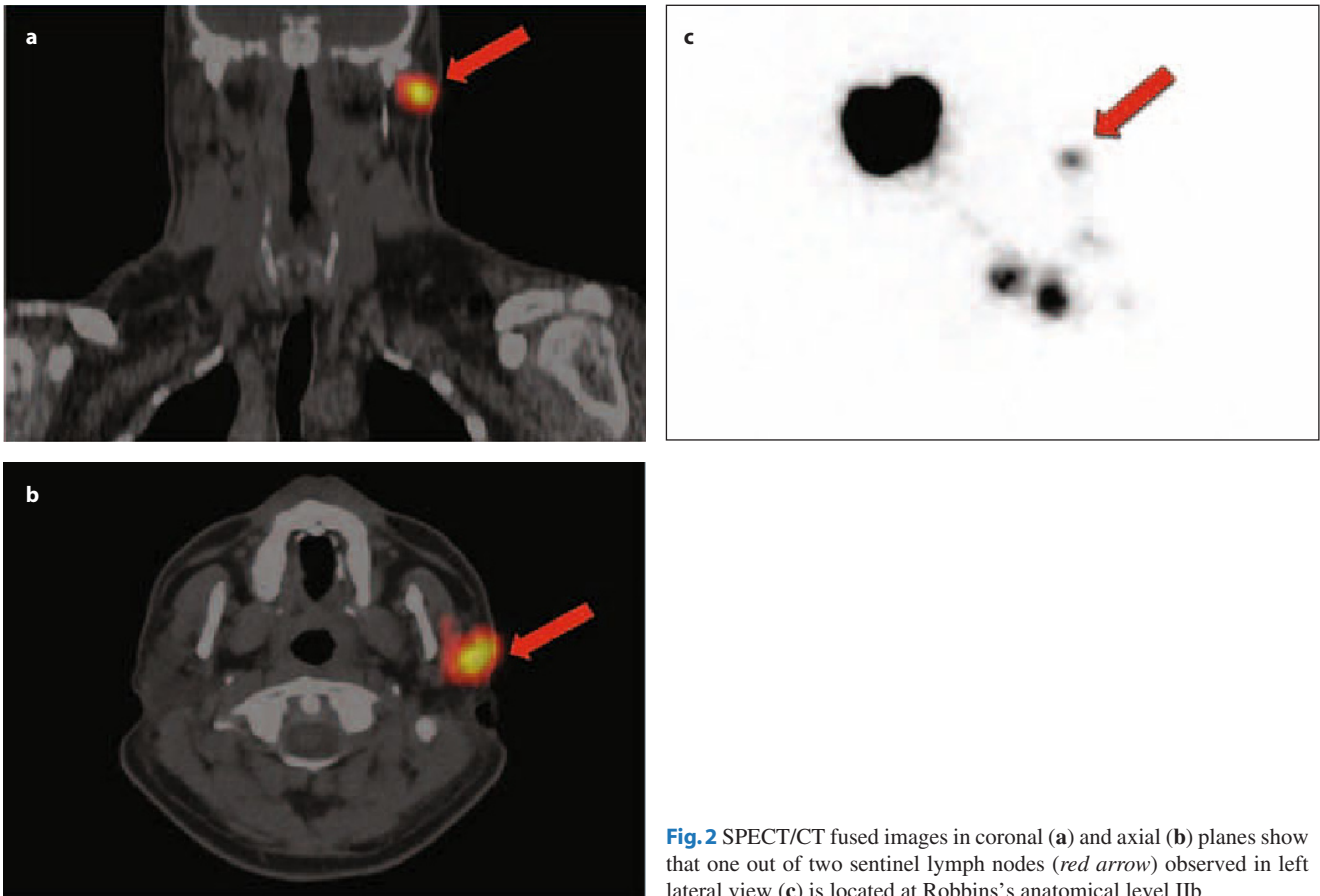 a
c
b
Fig. 2 SPECT/CT fused images in coronal (a) and axial (b) planes show
that one out of two sentinel lymph nodes (red arrow) observed in left
lateral view (c) is located at Robbins's anatomical level IIb